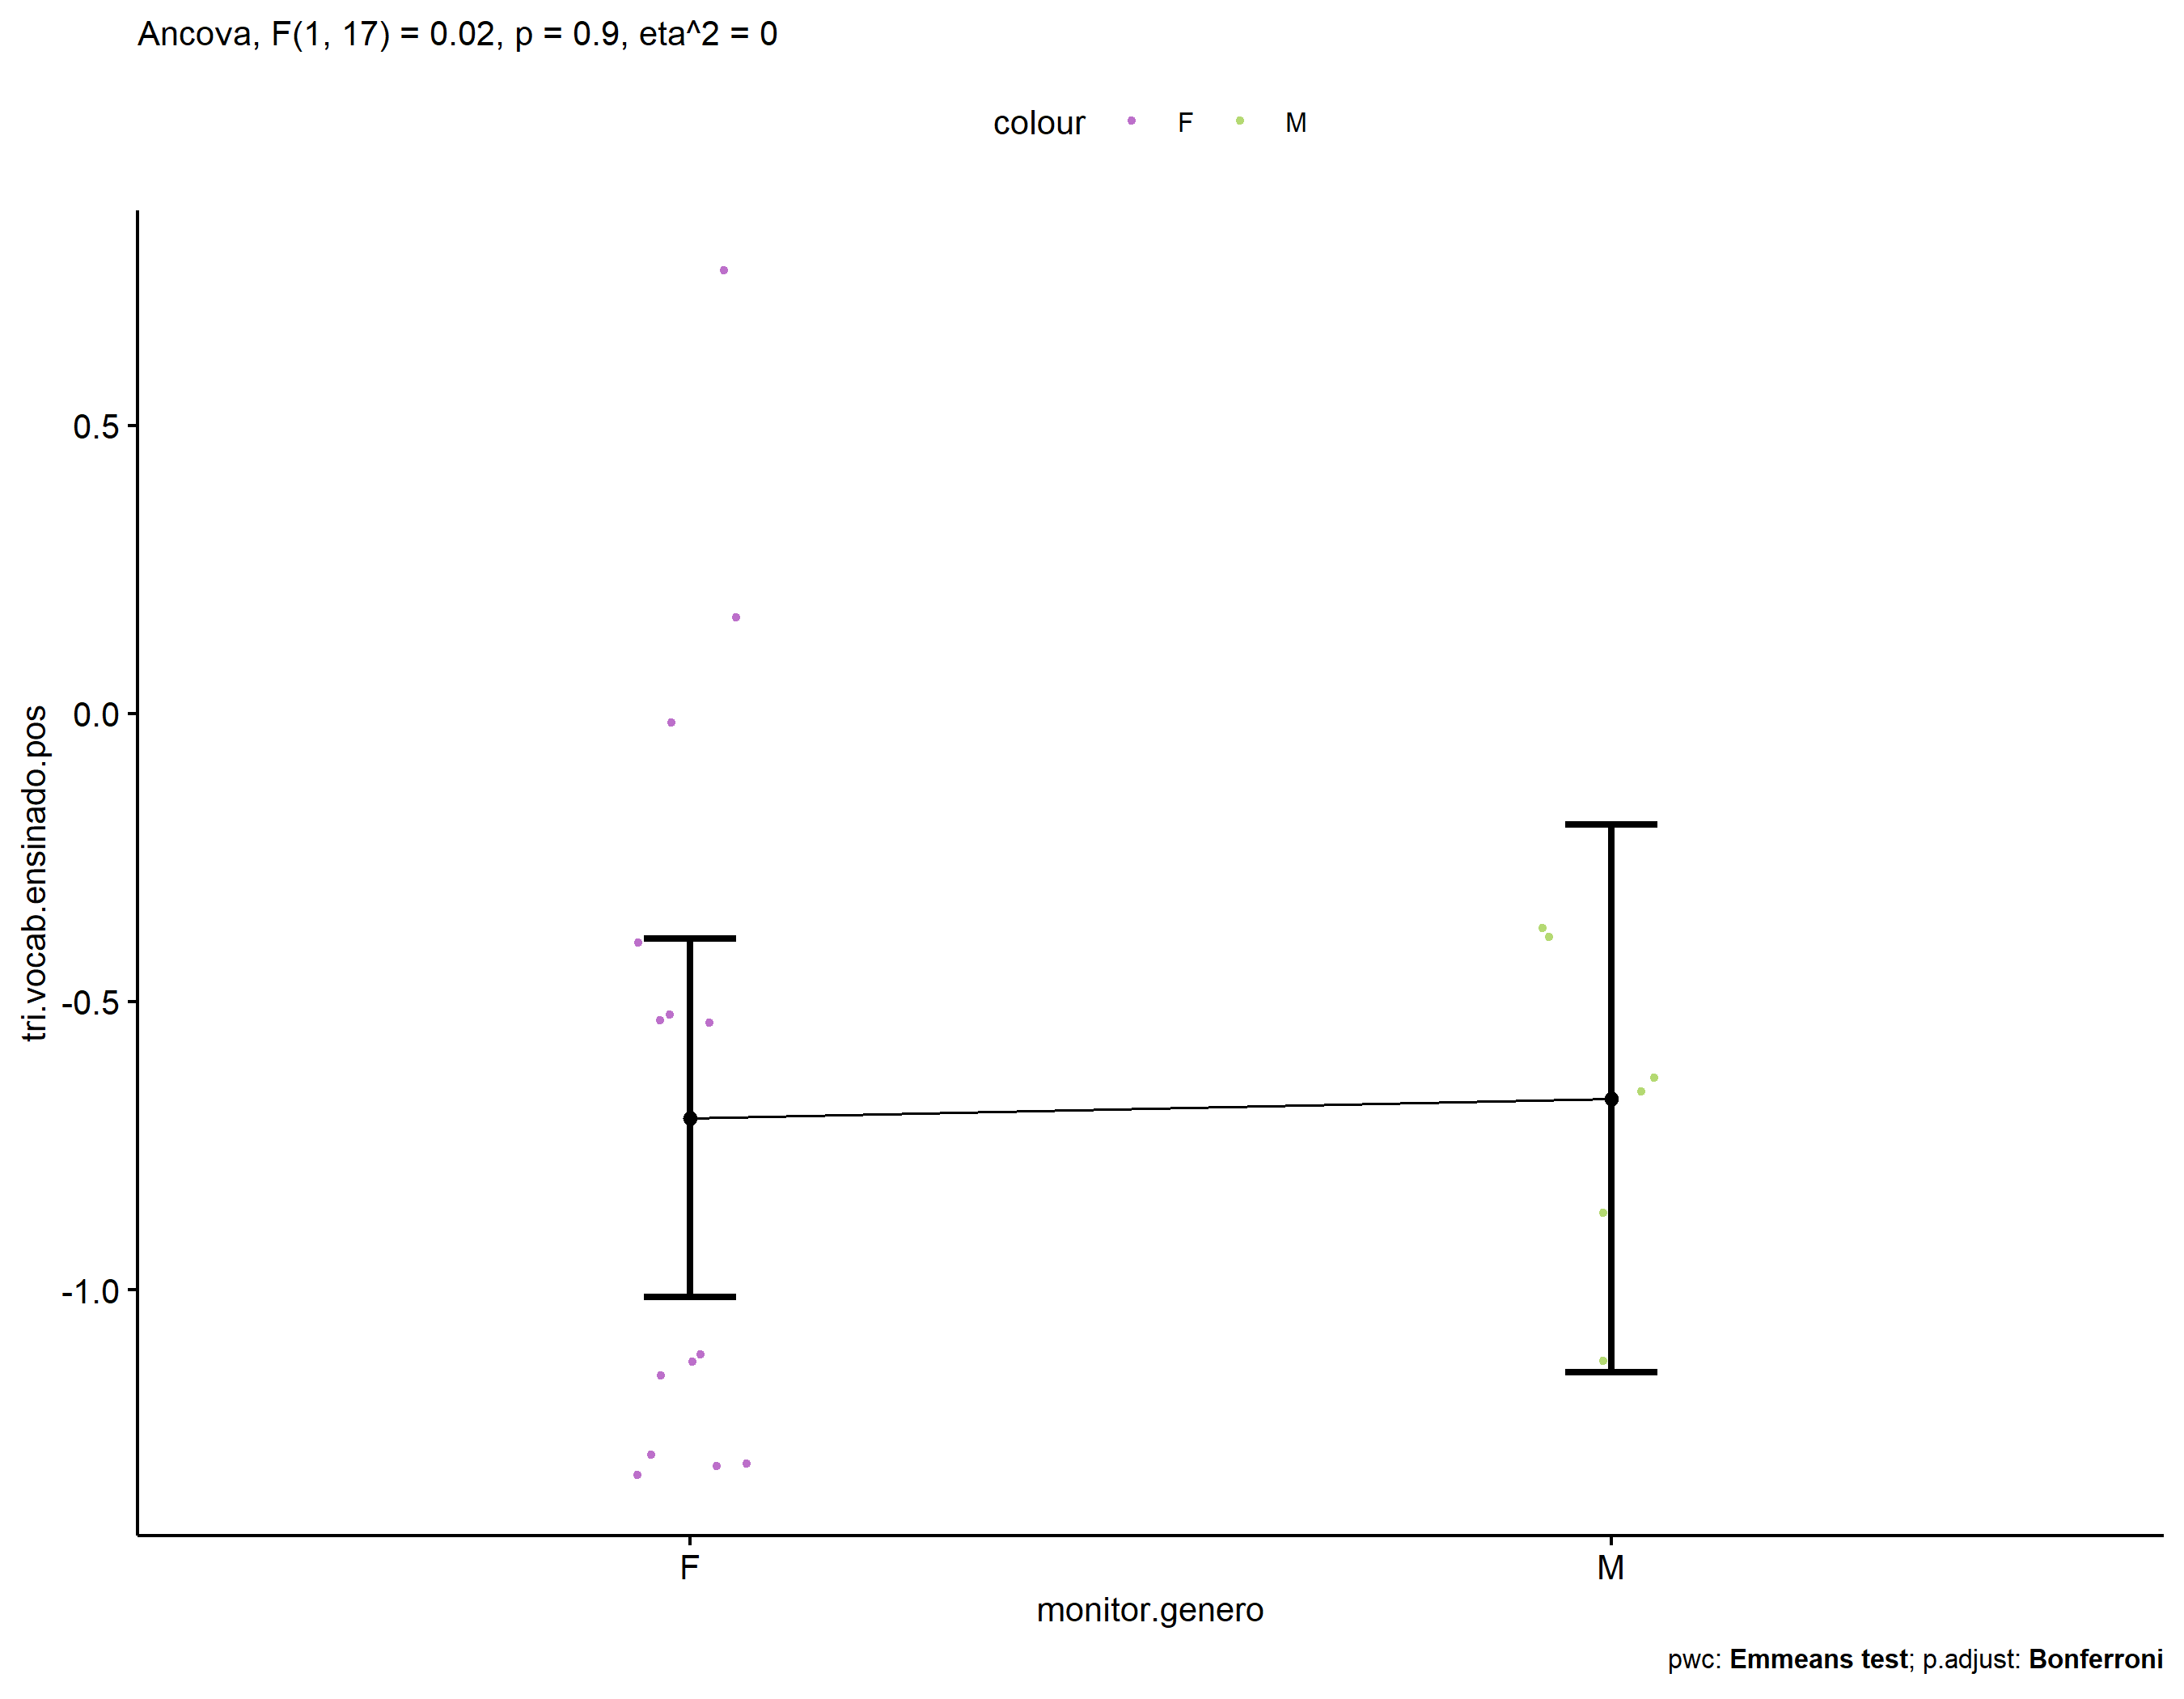 Ancova, F(1, 17) = 0.02, p = 0.9, eta^2 = 0
colour F M
tri.vocab.ensinado.pos
0.5
0.0
-0.5
-1.0
F M
monitor.genero
pwc: Emmeans test; p.adjust: Bonferroni